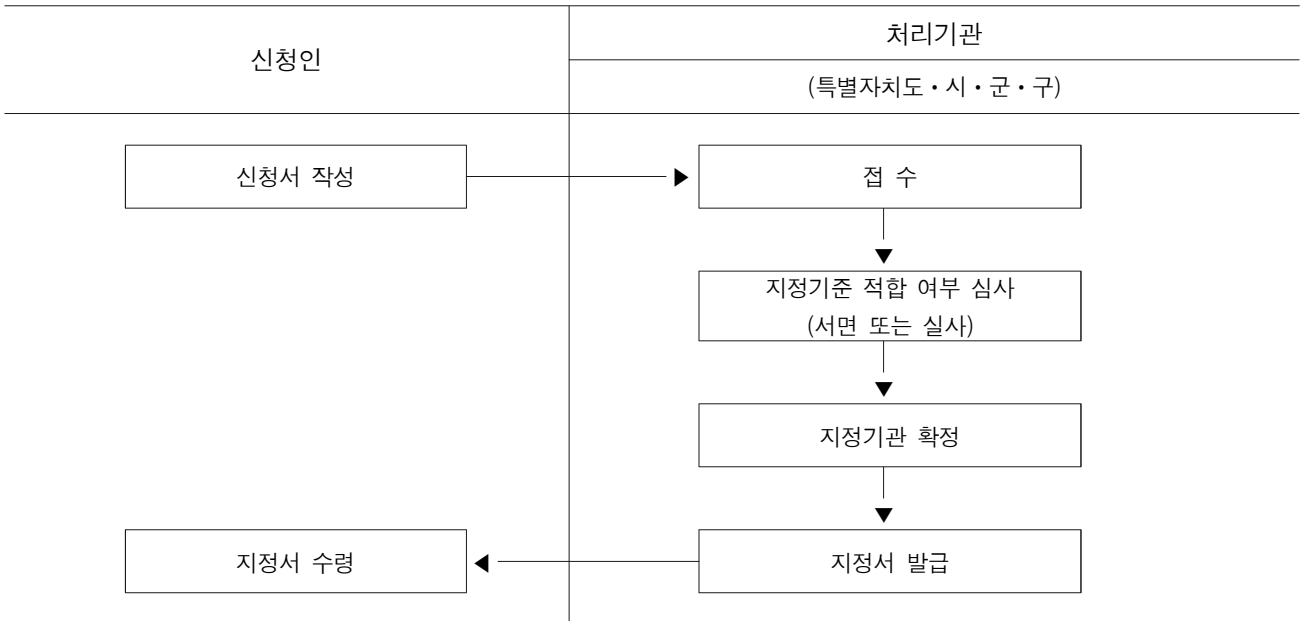 신청인
처리기관
(특별자치도・시・군・구)
신청서 작성
접 수
지정기준 적합 여부 심사
(서면 또는 실사)
지정기관 확정
지정서 수령
지정서 발급